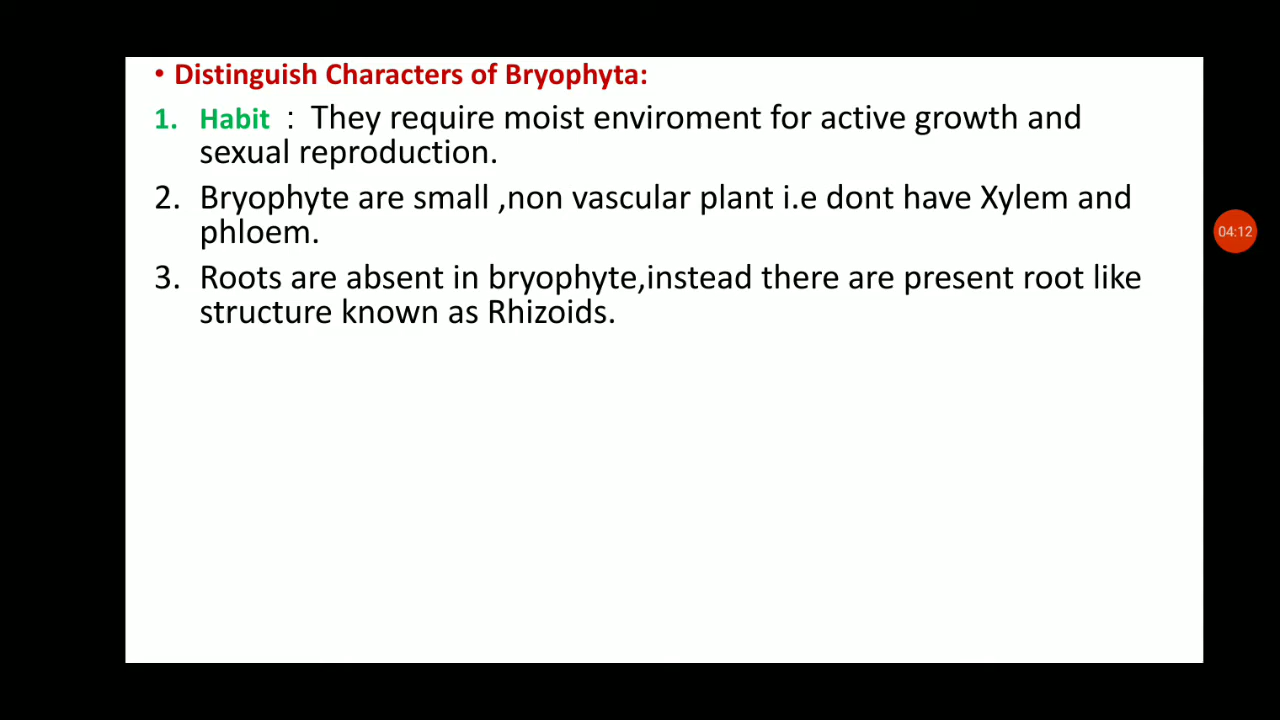 • Distinguish Characters of Bryophyta:
1. Habit : They require moist enviroment for active growth and
sexual reproduction.
2. Bryophyte are small ,non vascular plant i.e dont have Xylem and
phloem.
3. Roots are absent in bryophyte,instead there are present root like
structure known as Rhizoids.
04:12